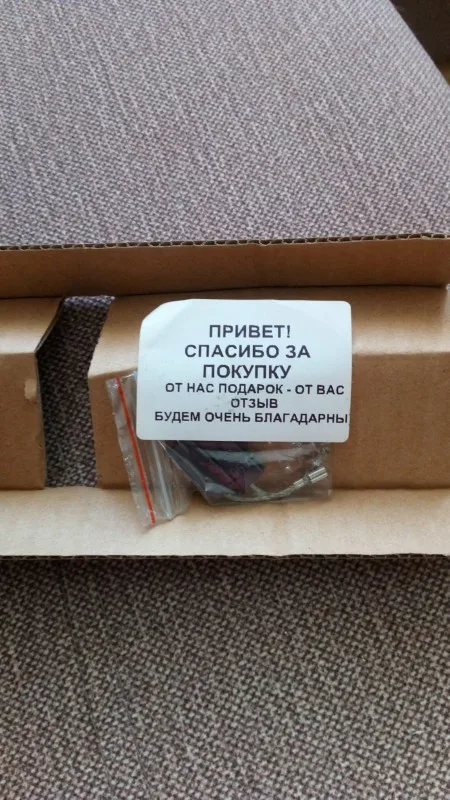 ПРИВЕТ!
СПАСИБО ЗА
ПОКУПКУ
ОТ НАС ПОДАРОК - ОТ ВАС
ОТЗЫВ
БУДЕМ ОЧЕНЬ БЛАГАДАРНЫ